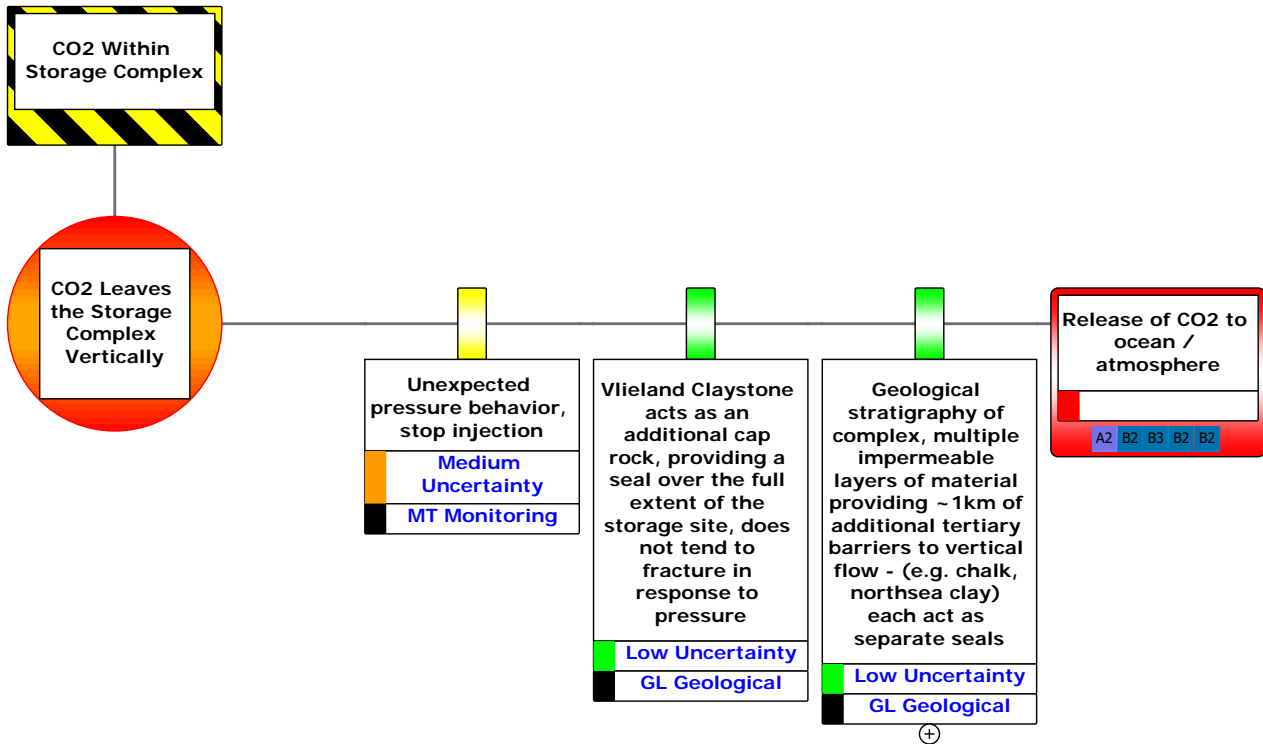 CO2 Within
Storage Complex
CO2 Leaves
the Storage
Complex
Vertically
Unexpected
pressure behavior,
stop injection
Medium
Uncertainty
MT Monitoring
Vlieland Claystone
acts as an
additional cap
rock, providing a
seal over the full
extent of the
storage site, does
not tend to
fracture in
response to
pressure
Low Uncertainty
GL Geological
Geological
stratigraphy of
complex, multiple
impermeable
layers of material
providing ~1km of
additional tertiary
barriers to vertical
flow - (e.g. chalk,
northsea clay)
each act as
separate seals
Low Uncertainty
GL Geological
Release of CO2 to
ocean /
atmosphere
A2 B2 B3 B2 B2